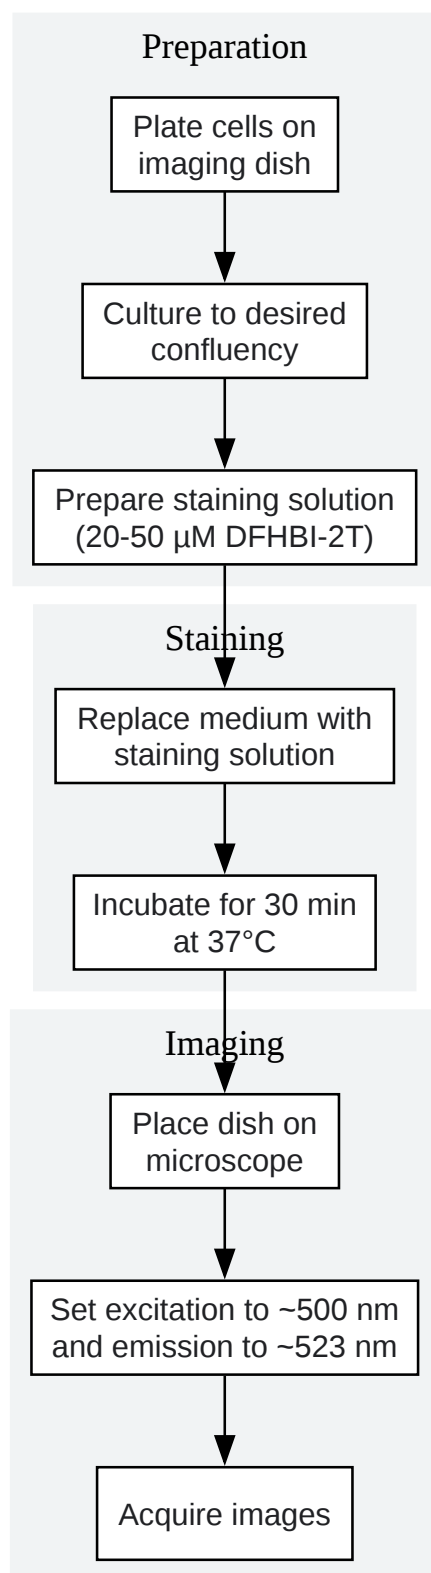 Preparation
Plate cells on
imaging dish
Culture to desired
confluency
Prepare staining solution
(20-50 µM DFHBI-2T)
Staining
Replace medium with
staining solution
Incubate for 30 min
at 37°C
Imaging
Place dish on
microscope
Set excitation to ~500 nm
and emission to ~523 nm
Acquire images